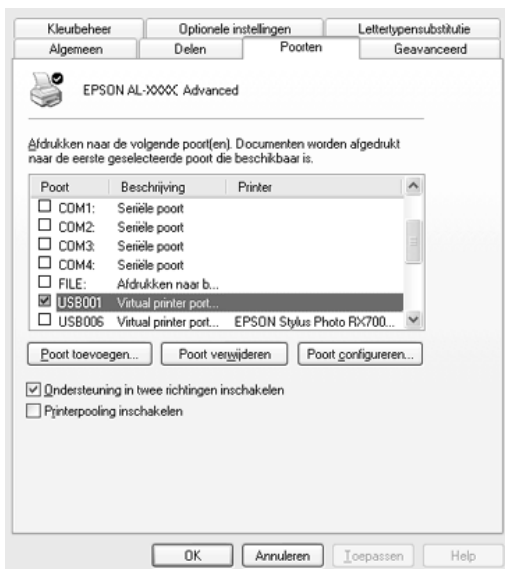 Kleurbeheer Optionele instellingen Lettertypensubstitutie
Algemeen Delen Poorten Geavanceerd
EPSON AL-XXXX Advanced
Afdrukken naar de volgende poort(en). Documenten worden afgedrukt
naar de eerste geselecteerde poort die beschikbaar is.
Poort Beschrijving Printer
COM1: Seriële poort
COM2: Seriële poort
COM3: Seriële poort
COM4: Seriële poort
FILE: Afdrukken naar b...
USB001 Virtual printer port...
USB006 Virtual printer port... EPSON Stylus Photo RX700...
Poort toevoegen... Poort verwijderen Poort configureren...
Ondersteuning in twee richtingen inschakelen
Printerpooling inschakelen
OK Annuleren Toepassen Help